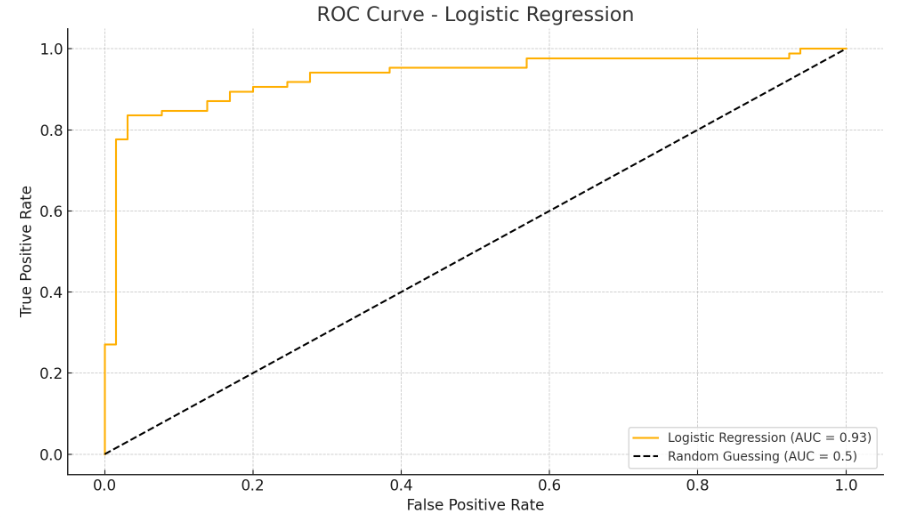 ROC Curve - Logistic Regression
1.0
0.8
0.6
0.4
0.2
0.0
True Positive Rate
Logistic Regression (AUC = 0.93)
Random Guessing (AUC = 0.5)
0.0 0.2 0.4 0.6 0.8 1.0
False Positive Rate